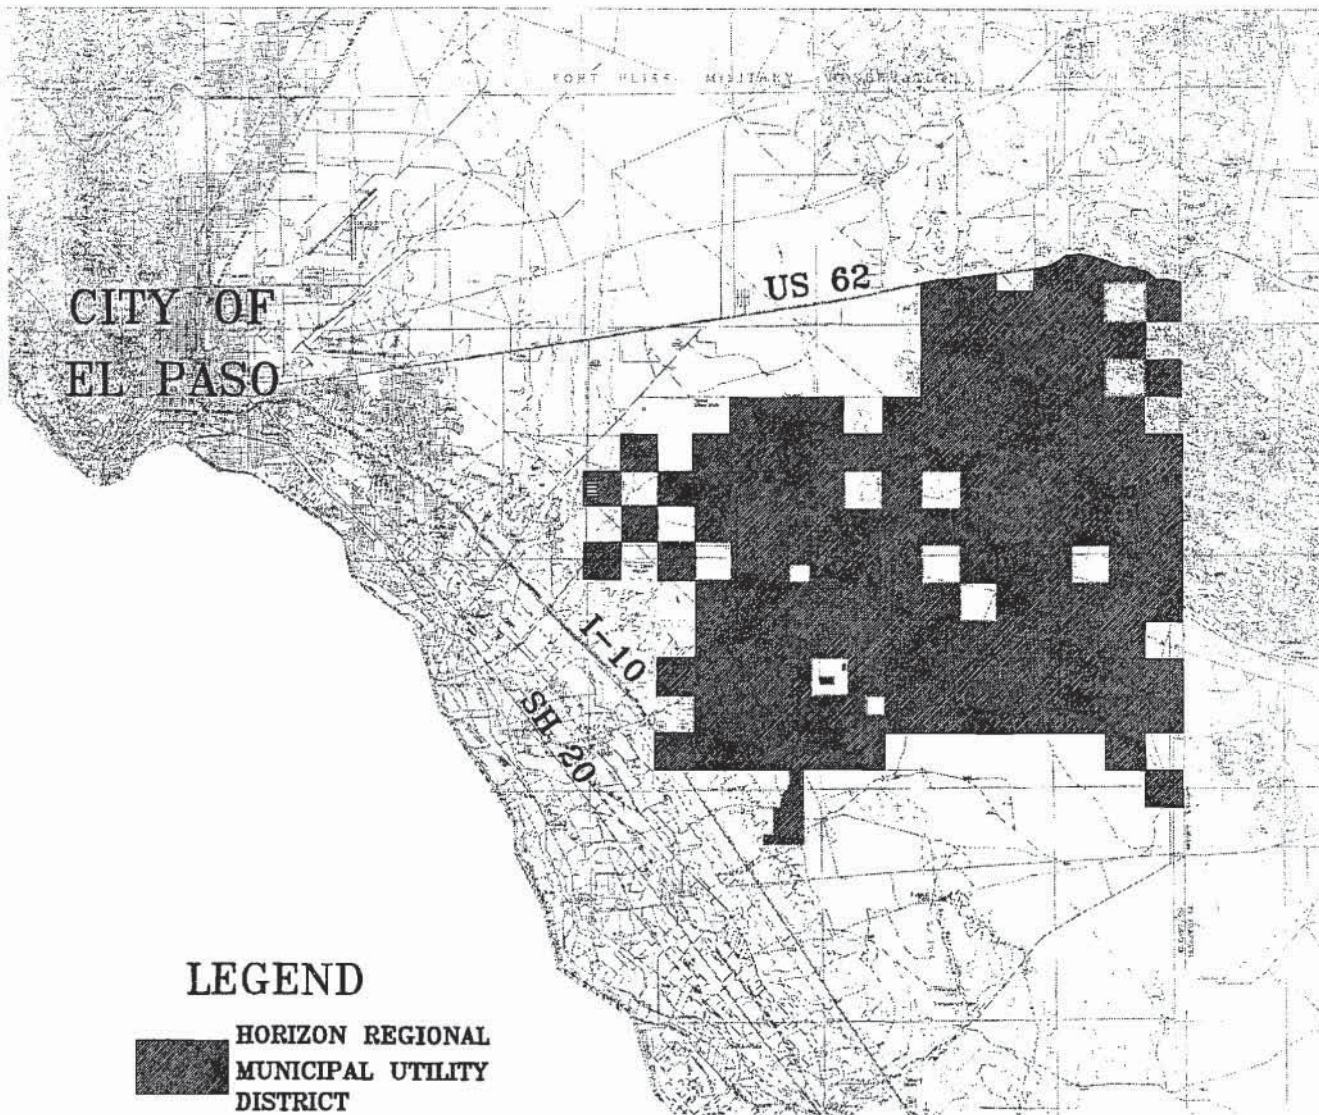 FORT BLISS MILITARY RESERVATION
US 62
CITY OF
EL PASO
I-10
SH 20
LEGEND
HORIZON REGIONAL
MUNICIPAL UTILITY
DISTRICT